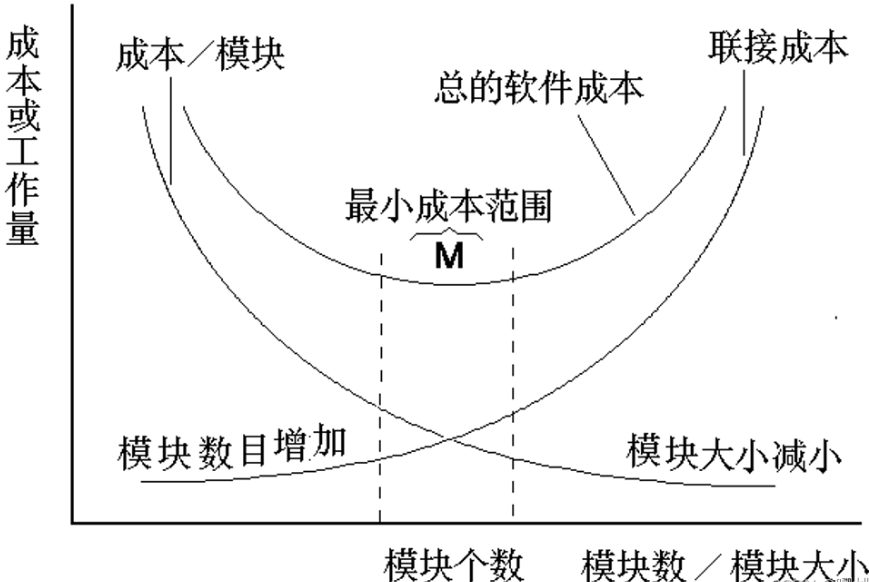 成本或工作量
成本／模块
联接成本
总的软件成本
最小成本范围
M
模块数目增加
模块大小减小
模块个数
模块数／模块大小